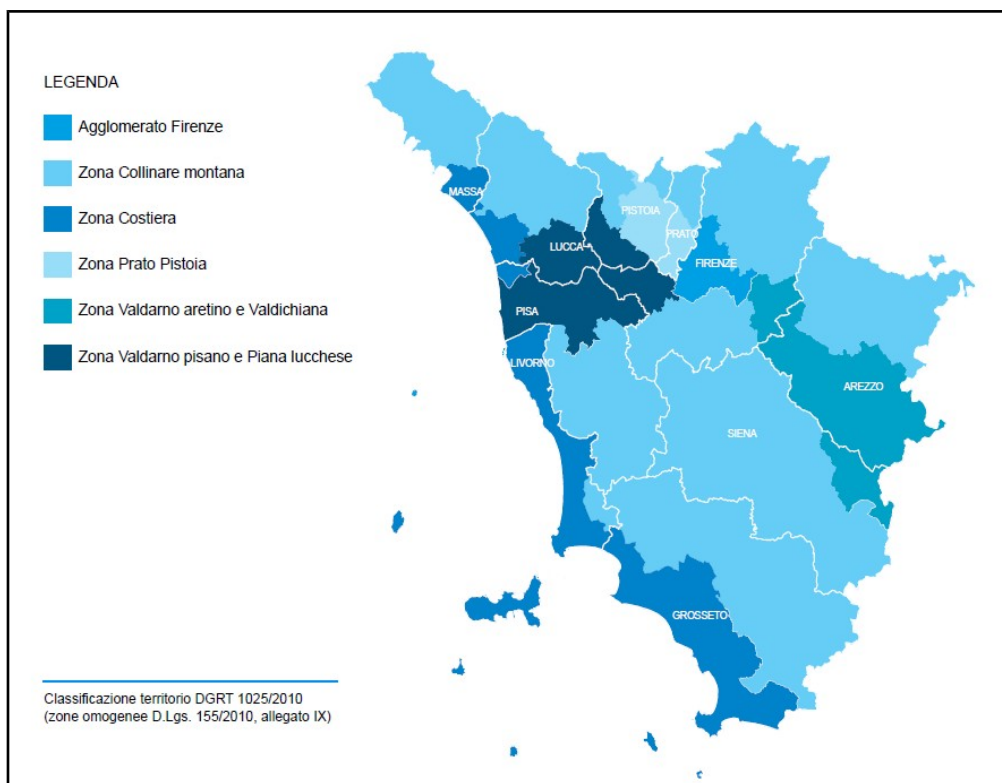 LEGENDA
Agglomerato Firenze
Zona Collinare montana
Zona Costiera
Zona Prato Pistoia
Zona Valdarno aretino e Valdichiana
Zona Valdarno pisano e Piana lucchese
MASSA
PISTOIA
PRATO
LUCCA
FIRENZE
PISA
LIVORNO
AREZZO
SIENA
GROSSETO
Classificazione territorio DGRT 1025/2010
(zone omogenee D.Lgs. 155/2010, allegato IX)